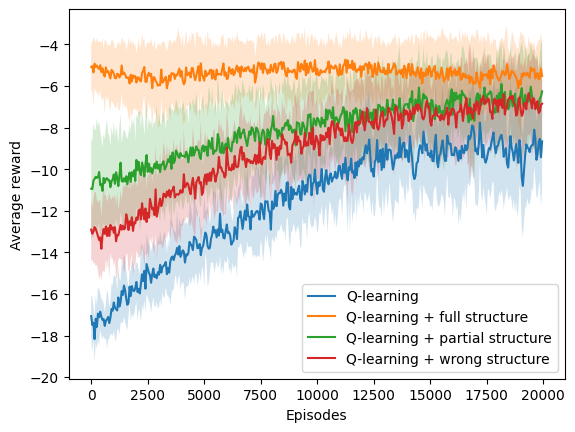 −4
−6
−8
−10
−12
−14
−16
−18
−20
Average reward
0 2500 5000 7500 10000 12500 15000 17500 20000
Episodes
Q-learning
Q-learning + full structure
Q-learning + partial structure
Q-learning + wrong structure